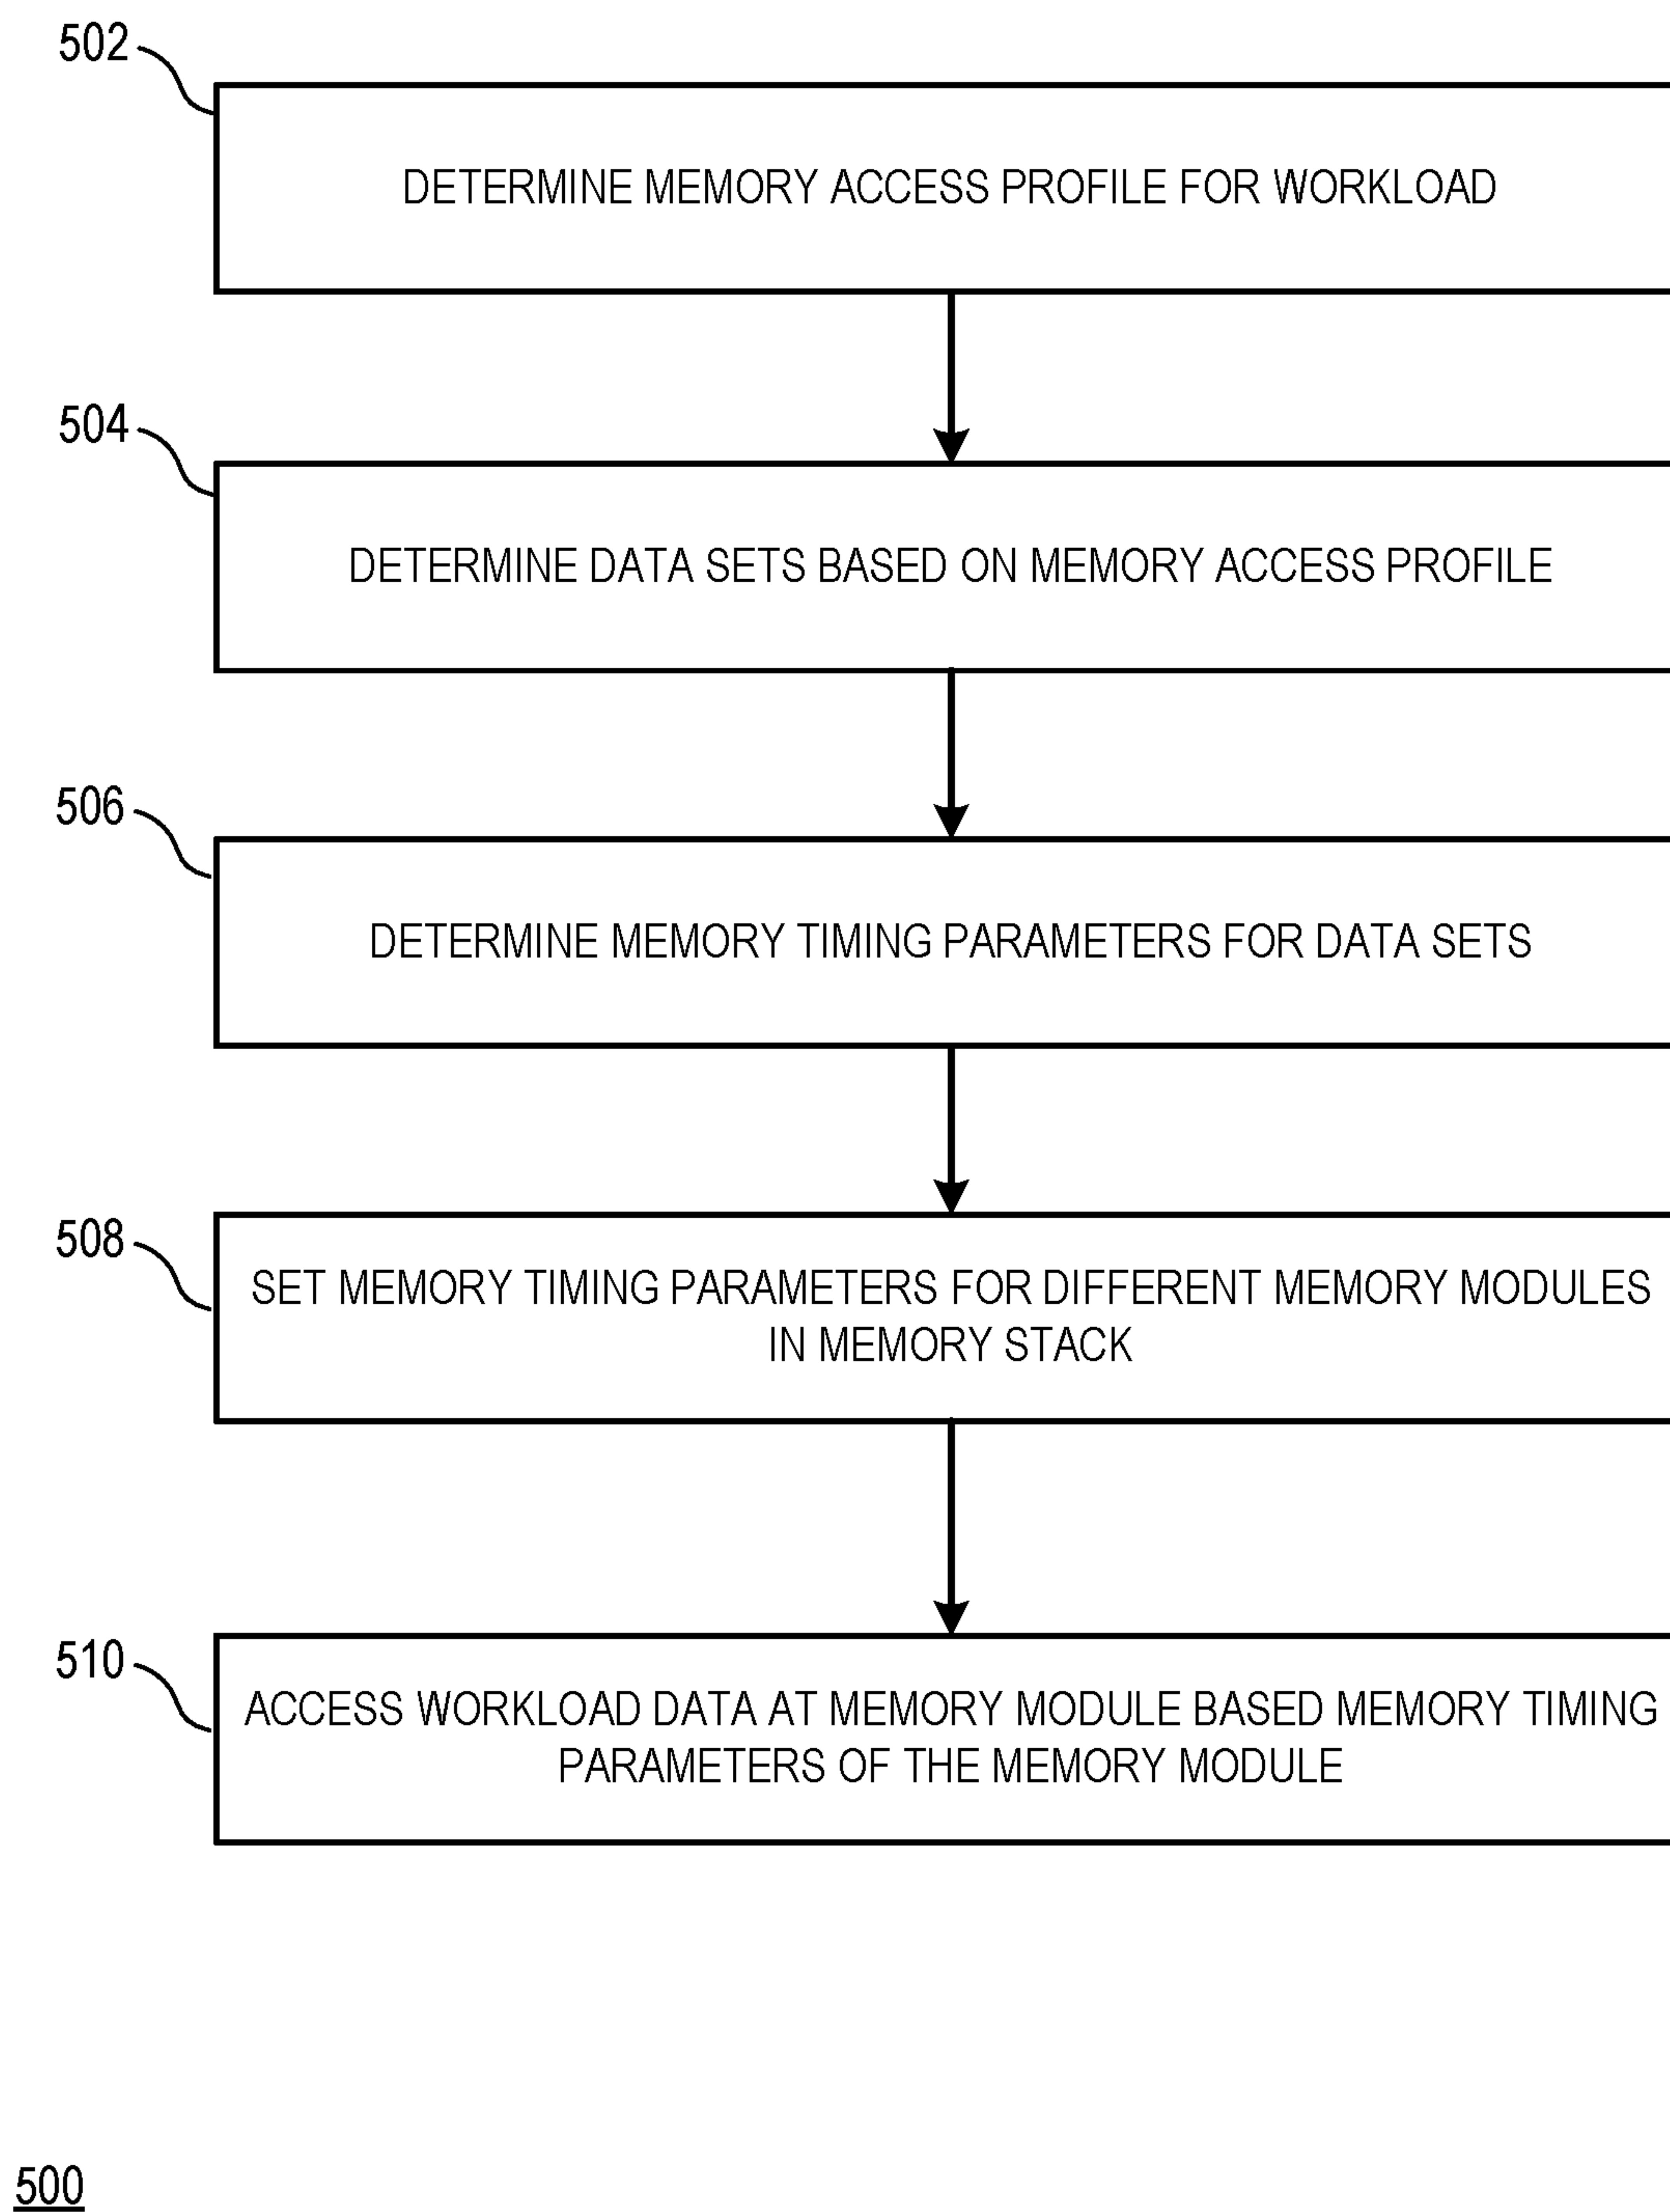 502
DETERMINE MEMORY ACCESS PROFILE FOR WORKLOAD
504
DETERMINE DATA SETS BASED ON MEMORY ACCESS PROFILE
506
DETERMINE MEMORY TIMING PARAMETERS FOR DATA SETS
508
SET MEMORY TIMING PARAMETERS FOR DIFFERENT MEMORY MODULES
IN MEMORY STACK
510
ACCESS WORKLOAD DATA AT MEMORY MODULE BASED MEMORY TIMING
PARAMETERS OF THE MEMORY MODULE
500